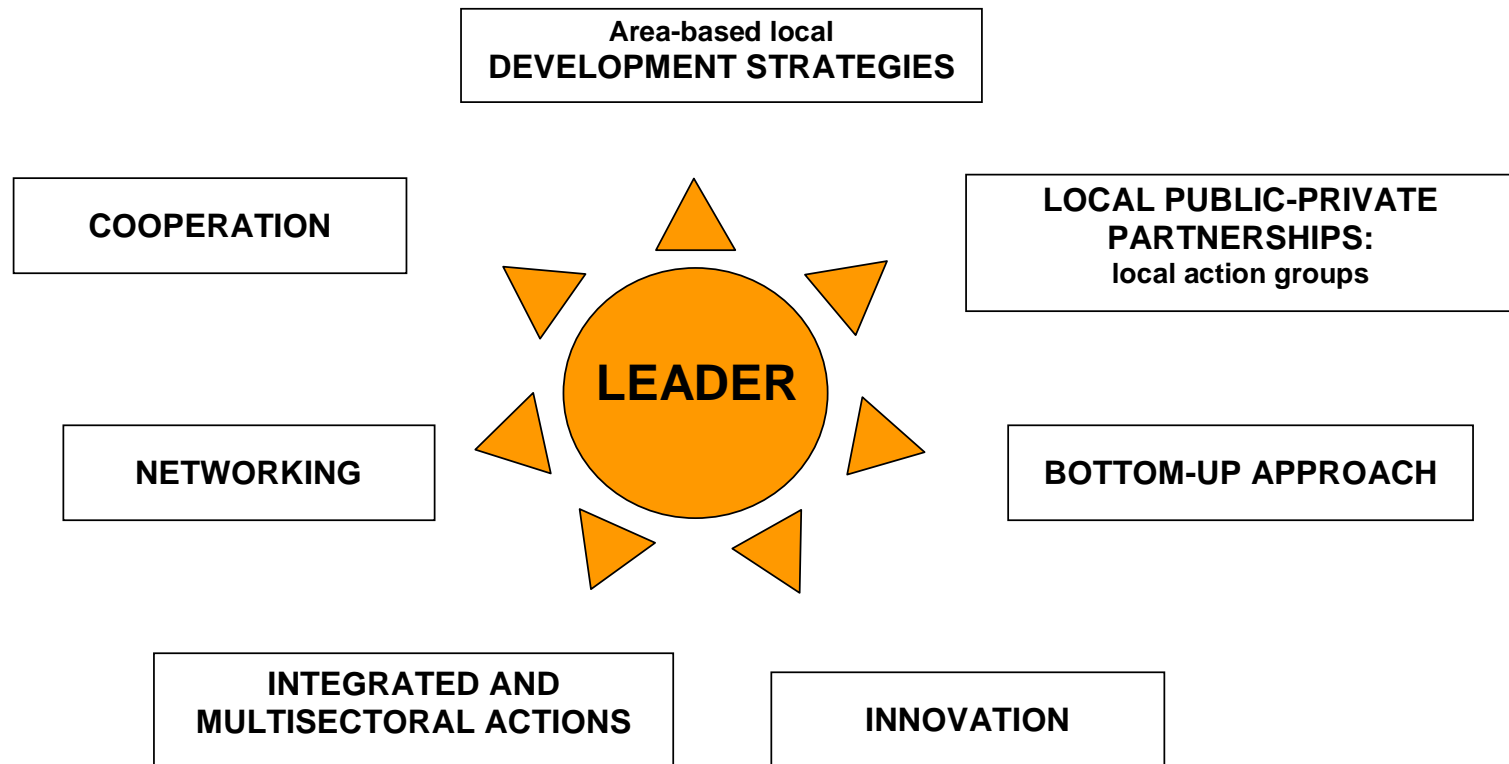 Area-based local
DEVELOPMENT STRATEGIES
COOPERATION
LOCAL PUBLIC-PRIVATE
PARTNERSHIPS:
local action groups
LEADER
NETWORKING
BOTTOM-UP APPROACH
INTEGRATED AND
MULTISECTORAL ACTIONS
INNOVATION